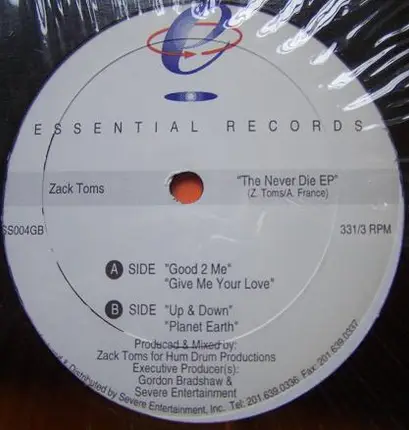 ESSENTIAL RECORDS
Zack Toms
"The Never Die EP"
(Z. Toms/A. France)
SS004GB
331/3 RPM
A SIDE "Good 2 Me"
"Give Me Your Love"
B SIDE "Up & Down"
"Planet Earth"
Produced & Mixed by:
Zack Toms for Hum Drum Productions
Executive Producer(s):
Gordon Bradshaw &
Severe Entertainment
& Distributed by Severe Entertainment, Inc. Tel: 201.639.0336 Fax: 201.639.0337